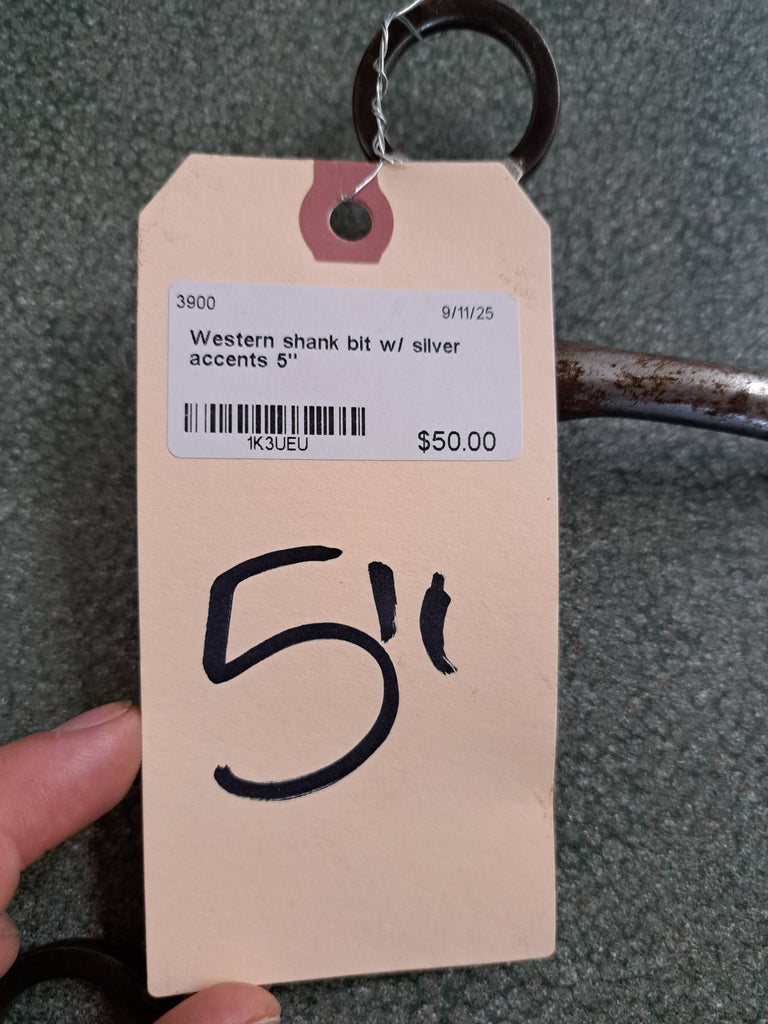 3900 9/11/25
Western shank bit w/ silver
accents 5"
1K3UEU $50.00
5"